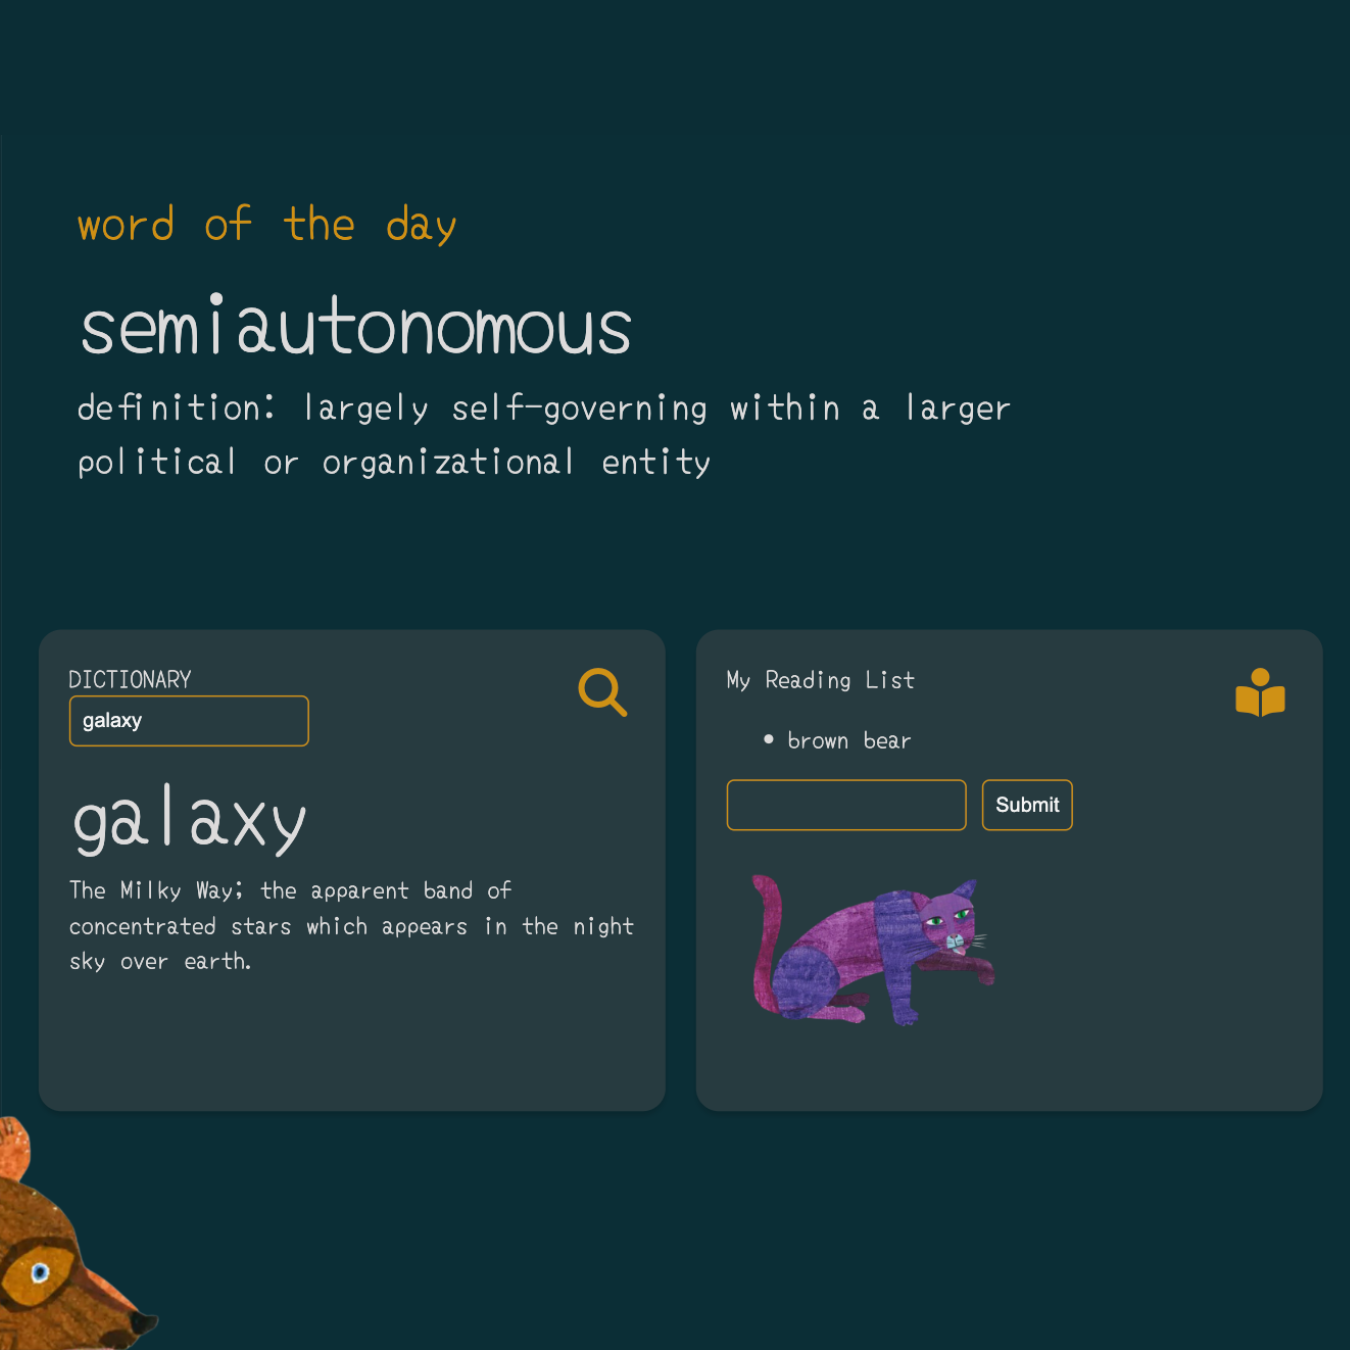 word of the day
semiautonomous
definition: largely self-governing within a larger
political or organizational entity
DICTIONARY
galaxy
galaxy
The Milky Way; the apparent band of
concentrated stars which appears in the night
sky over earth.
My Reading List
• brown bear
Submit